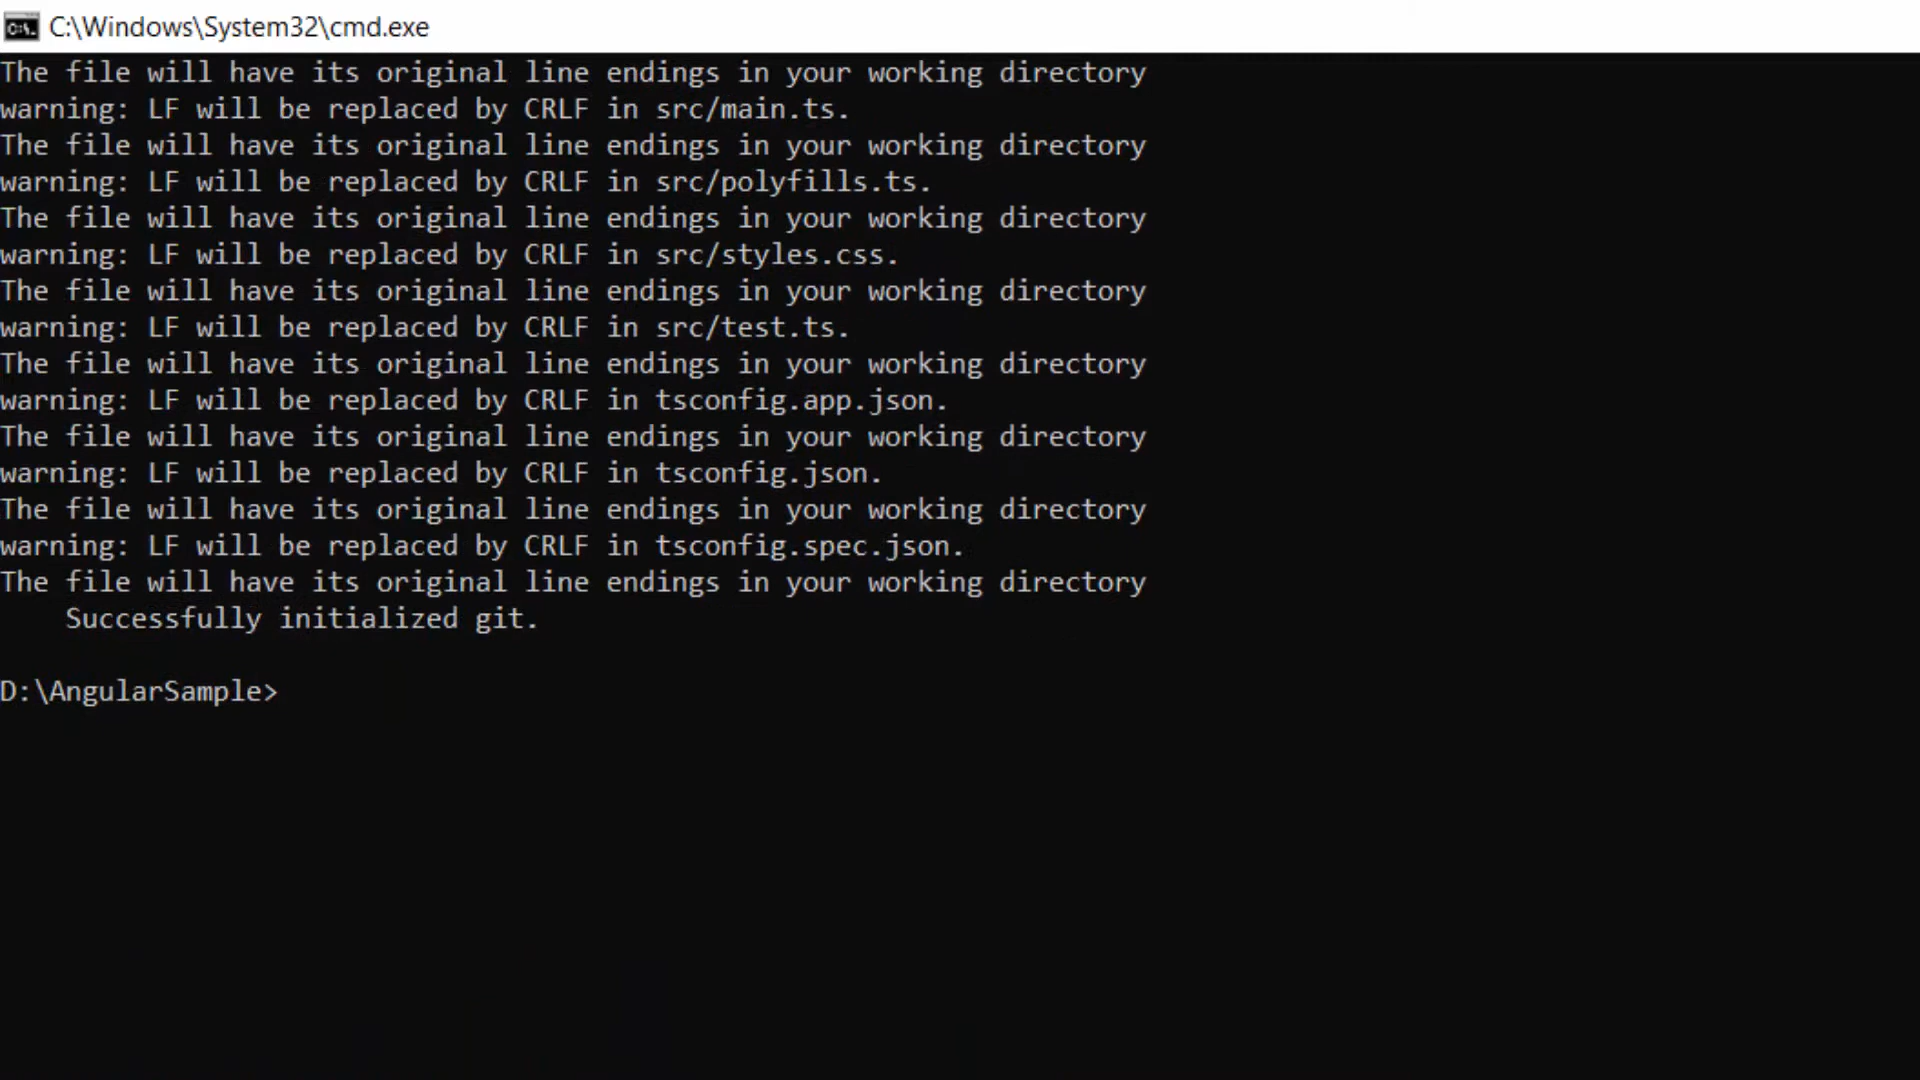 C:\Windows\System32\cmd.exe
The file will have its original line endings in your working directory
warning: LF will be replaced by CRLF in src/main.ts.
The file will have its original line endings in your working directory
warning: LF will be replaced by CRLF in src/polyfills.ts.
The file will have its original line endings in your working directory
warning: LF will be replaced by CRLF in src/styles.css.
The file will have its original line endings in your working directory
warning: LF will be replaced by CRLF in src/test.ts.
The file will have its original line endings in your working directory
warning: LF will be replaced by CRLF in tsconfig.app.json.
The file will have its original line endings in your working directory
warning: LF will be replaced by CRLF in tsconfig.json.
The file will have its original line endings in your working directory
warning: LF will be replaced by CRLF in tsconfig.spec.json.
The file will have its original line endings in your working directory
    Successfully initialized git.
D:\AngularSample>